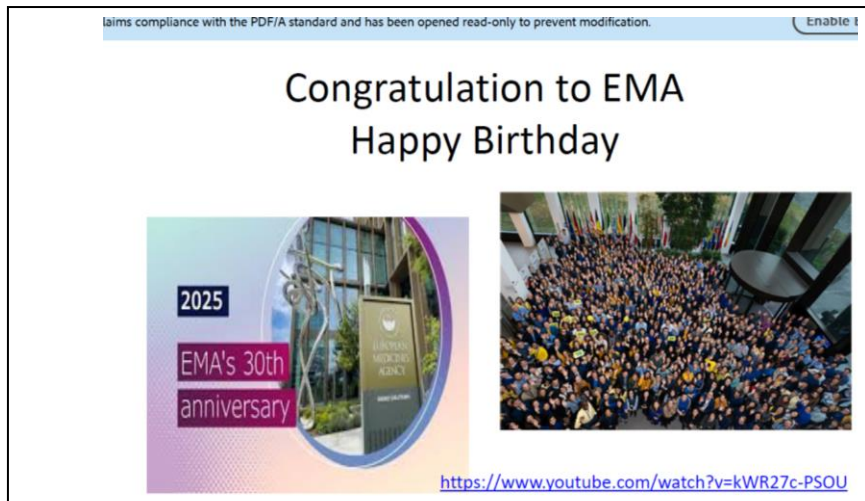 laims compliance with the PDF/A standard and has been opened read-only to prevent modification.
Enable E
Congratulation to EMA
Happy Birthday
2025
EMA's 30th
anniversary
EUROPEAN
MEDICINES
AGENCY
https://www.youtube.com/watch?v=kWR27c-PSOU